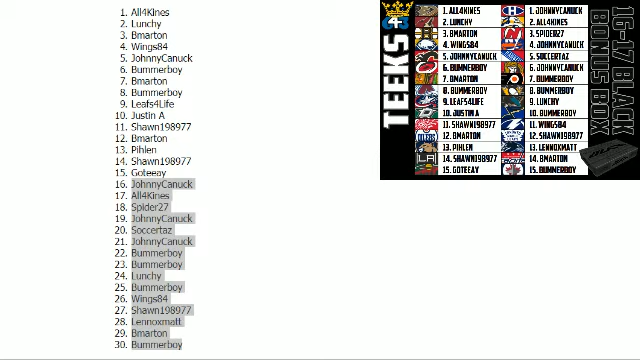 1. All4Kines
2. Lunchy
3. Bmarton
4. Wings84
5. JohnnyCanuck
6. Bummerboy
7. Bmarton
8. Bummerboy
9. Leafs4Life
10. Justin A
11. Shawn198977
12. Bmarton
13. Pihlen
14. Shawn198977
15. Goteeay
16. JohnnyCanuck
17. All4Kines
18. Spider27
19. JohnnyCanuck
20. Soccertaz
21. JohnnyCanuck
22. Bummerboy
23. Bummerboy
24. Lunchy
25. Bummerboy
26. Wings84
27. Shawn198977
28. Lennoxmatt
29. Bmarton
30. Bummerboy
4
TEEKS
1. ALL4KINES
2. LUNCHY
3. BMARTON
4. WINGS84
5. JOHNNYCANUCK
6. BUMMERBOY
7. BMARTON
8. BUMMERBOY
9. LEAFS4LIFE
10. JUSTIN A
11. SHAWN198977
12. BMARTON
13. PIHLEN
14. SHAWN198977
15. GOTEEAY
1. JOHNNYCANUCK
2. ALL4KINES
3. SPIDER27
4. JOHNNYCANUCK
5. SOCCERTAZ
6. JOHNNYCANUCK
7. BUMMERBOY
8. BUMMERBOY
9. LUNCHY
10. BUMMERBOY
11. WINGS84
12. SHAWN198977
13. LENNOXMATT
14. BMARTON
15. BUMMERBOY
16-17 BLACK
BONUS BOX